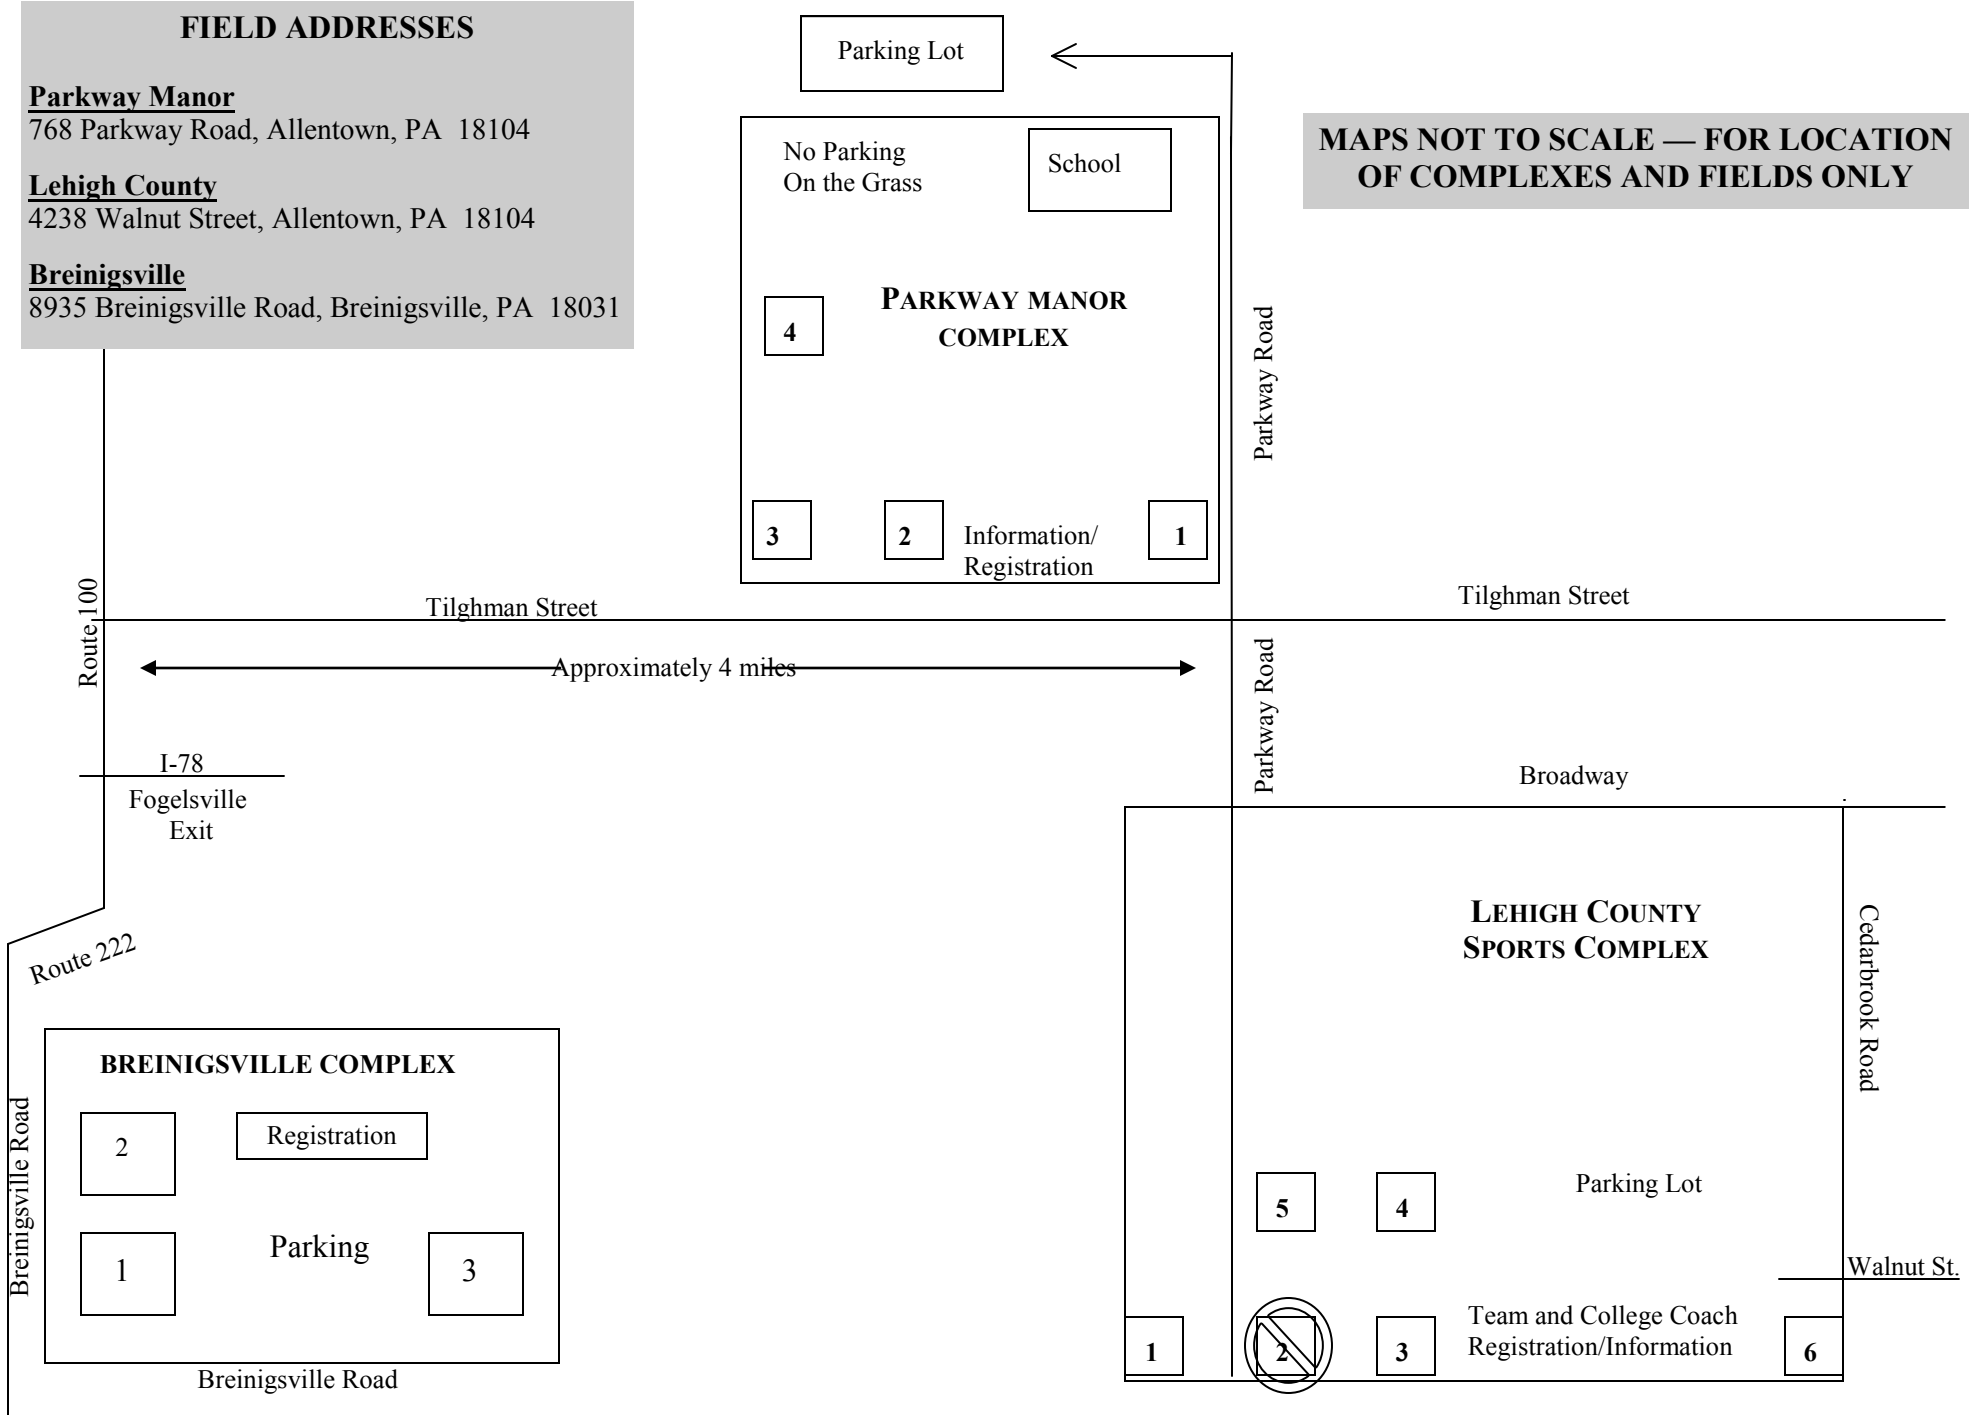 FIELD ADDRESSES
Parkway Manor
768 Parkway Road, Allentown, PA 18104
Lehigh County
4238 Walnut Street, Allentown, PA 18104
Breinigsville
8935 Breinigsville Road, Breinigsville, PA 18031
Parking Lot
MAPS NOT TO SCALE — FOR LOCATION
OF COMPLEXES AND FIELDS ONLY
No Parking
On the Grass
School
PARKWAY MANOR
COMPLEX
4
3
2
Information/
Registration
1
Parkway Road
Route 100
Tilghman Street
Tilghman Street
Approximately 4 miles
Parkway Road
I-78
Fogelsville
Exit
Broadway
Route 222
LEHIGH COUNTY
SPORTS COMPLEX
Cedarbrook Road
BREINIGSVILLE COMPLEX
Breinigsville Road
2
Registration
1
Parking
3
Breinigsville Road
5
4
Parking Lot
Walnut St.
1
2
3
Team and College Coach
Registration/Information
6